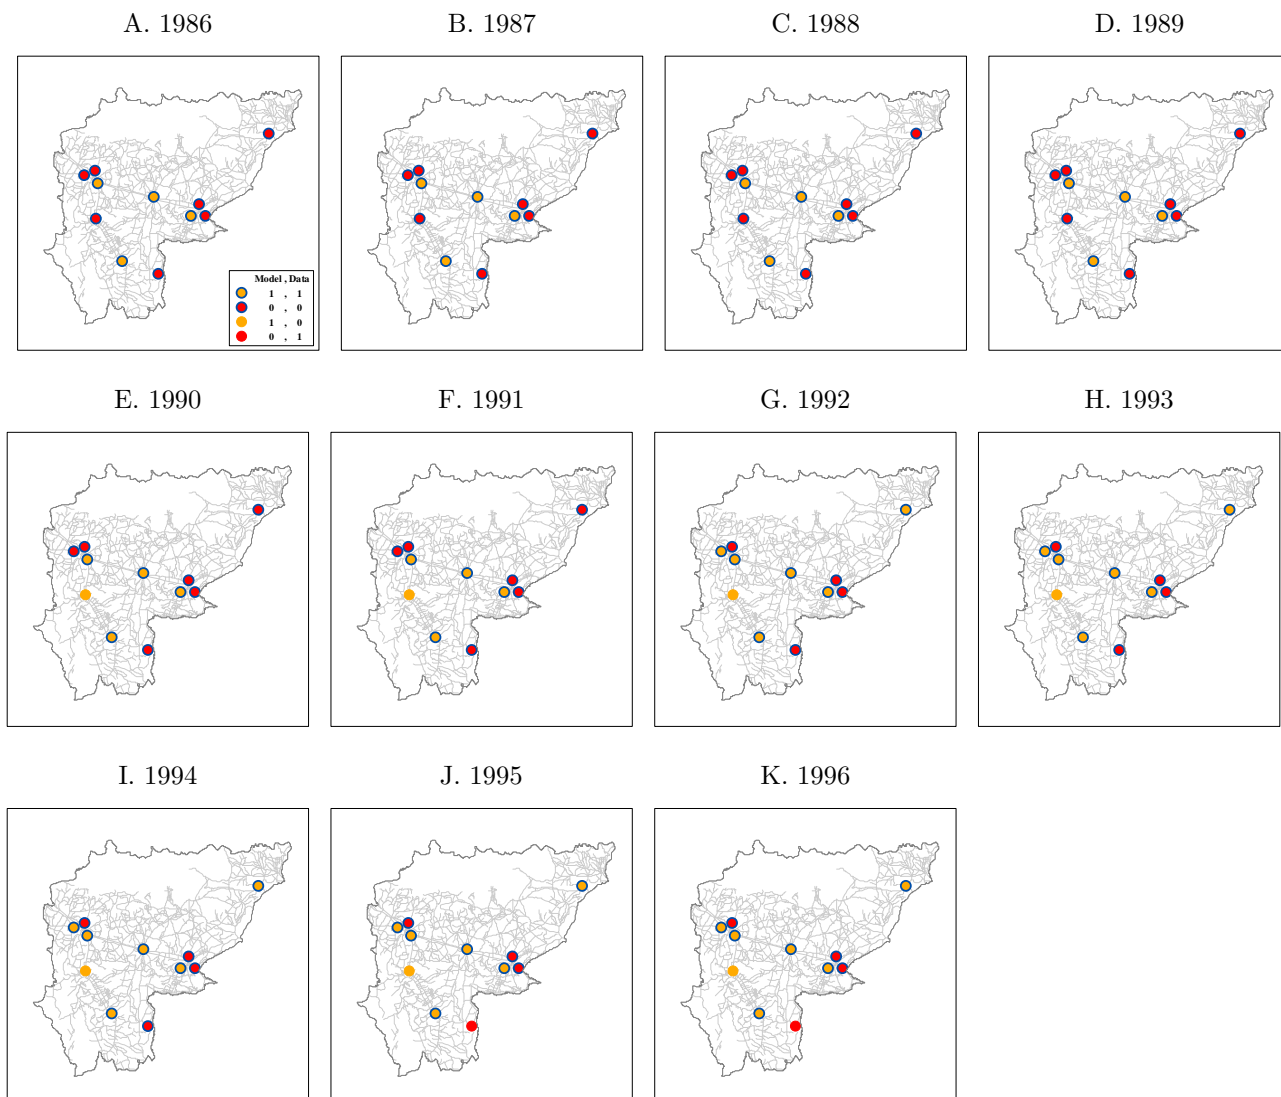 A. 1986
B. 1987
C. 1988
D. 1989
Model , Data
1 , 1
0 , 0
1 , 0
0 , 1
E. 1990
F. 1991
G. 1992
H. 1993
I. 1994
J. 1995
K. 1996